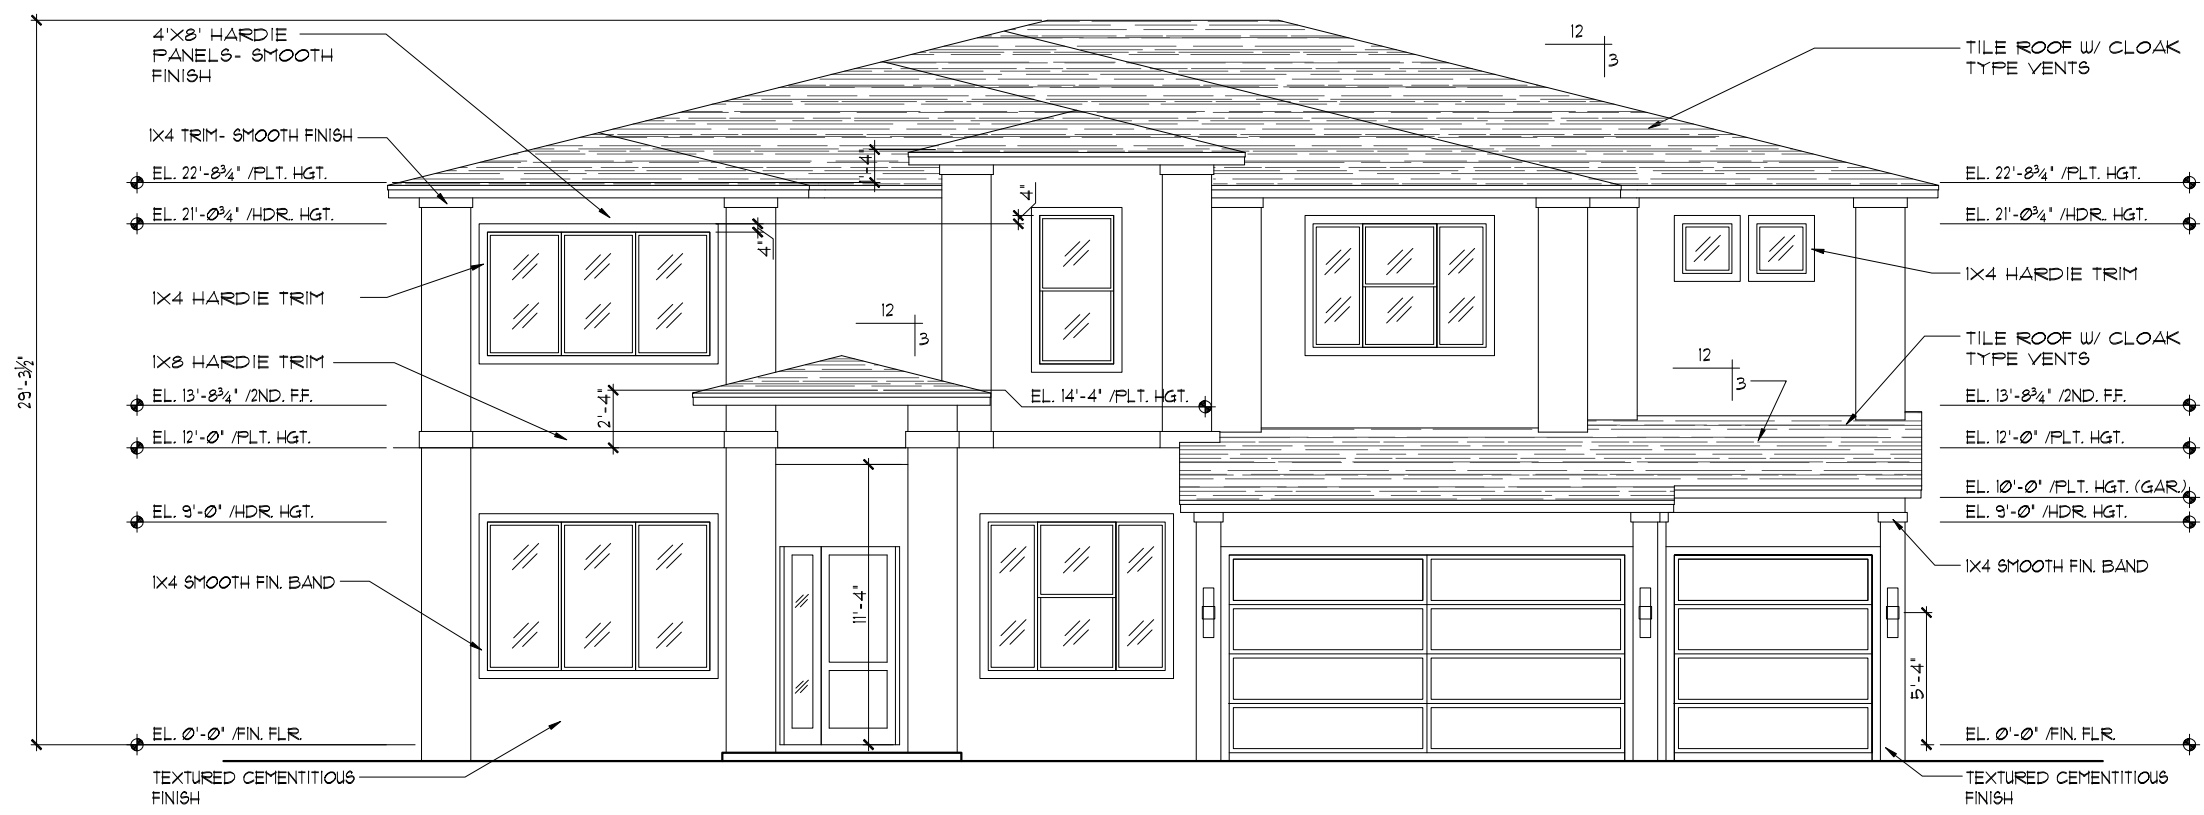 4'X8' HARDIE
PANELS- SMOOTH
FINISH
1X4 TRIM- SMOOTH FINISH
EL. 22'-8¾" /PLT. HGT.
EL. 21'-0¾" /HDR. HGT.
1X4 HARDIE TRIM
1X8 HARDIE TRIM
EL. 13'-8¾" /2ND. F.F.
EL. 12'-0" /PLT. HGT.
EL. 9'-0" /HDR. HGT.
1X4 SMOOTH FIN. BAND
EL. 0'-0" /FIN. FLR.
TEXTURED CEMENTITIOUS
FINISH
29'-3½"
1'-4"
4"
4"
12
3
2'-4"
EL. 14'-4" /PLT. HGT.
11'-4"
12
3
12
3
5'-4"
TILE ROOF W/ CLOAK
TYPE VENTS
EL. 22'-8¾" /PLT. HGT.
EL. 21'-0¾" /HDR. HGT.
1X4 HARDIE TRIM
TILE ROOF W/ CLOAK
TYPE VENTS
EL. 13'-8¾" /2ND. F.F.
EL. 12'-0" /PLT. HGT.
EL. 10'-0" /PLT. HGT. (GAR.)
EL. 9'-0" /HDR. HGT.
1X4 SMOOTH FIN. BAND
EL. 0'-0" /FIN. FLR.
TEXTURED CEMENTITIOUS
FINISH